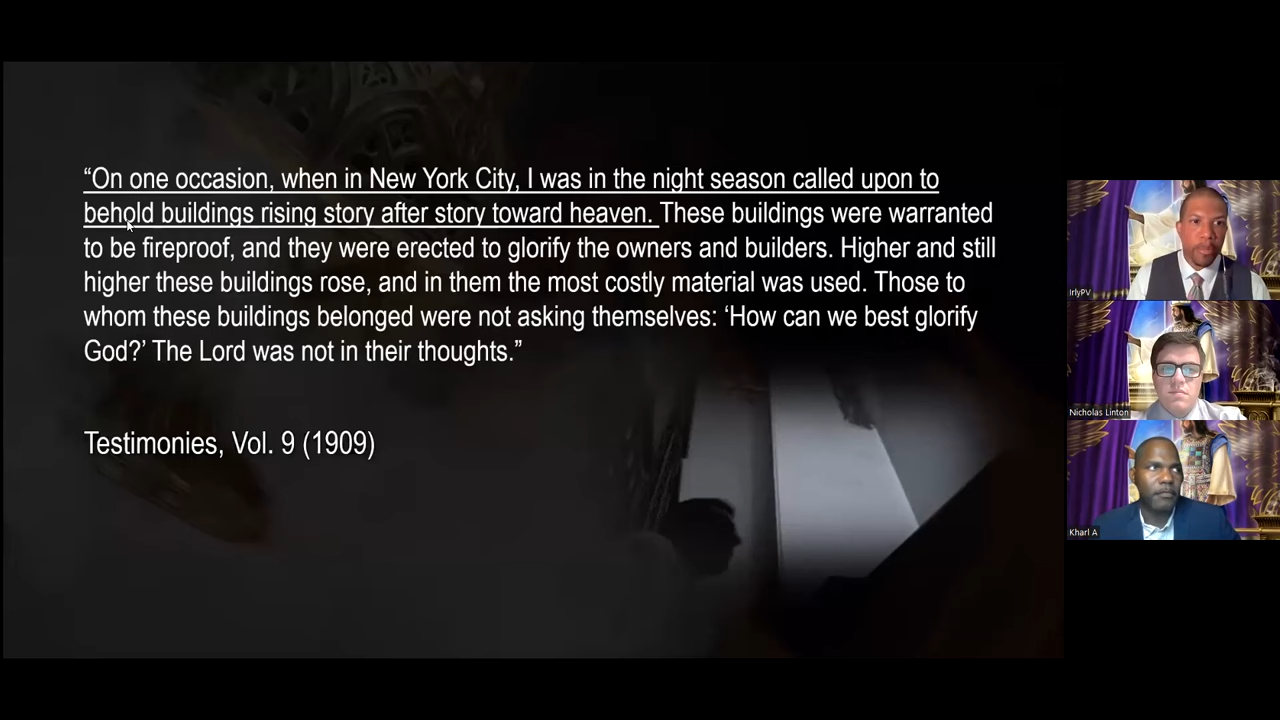 “On one occasion, when in New York City, I was in the night season called upon to
behold buildings rising story after story toward heaven. These buildings were warranted
to be fireproof, and they were erected to glorify the owners and builders. Higher and still
higher these buildings rose, and in them the most costly material was used. Those to
whom these buildings belonged were not asking themselves: ‘How can we best glorify
God?’ The Lord was not in their thoughts.”
Testimonies, Vol. 9 (1909)
IrlyPV
Nicholas Linton
Kharl A